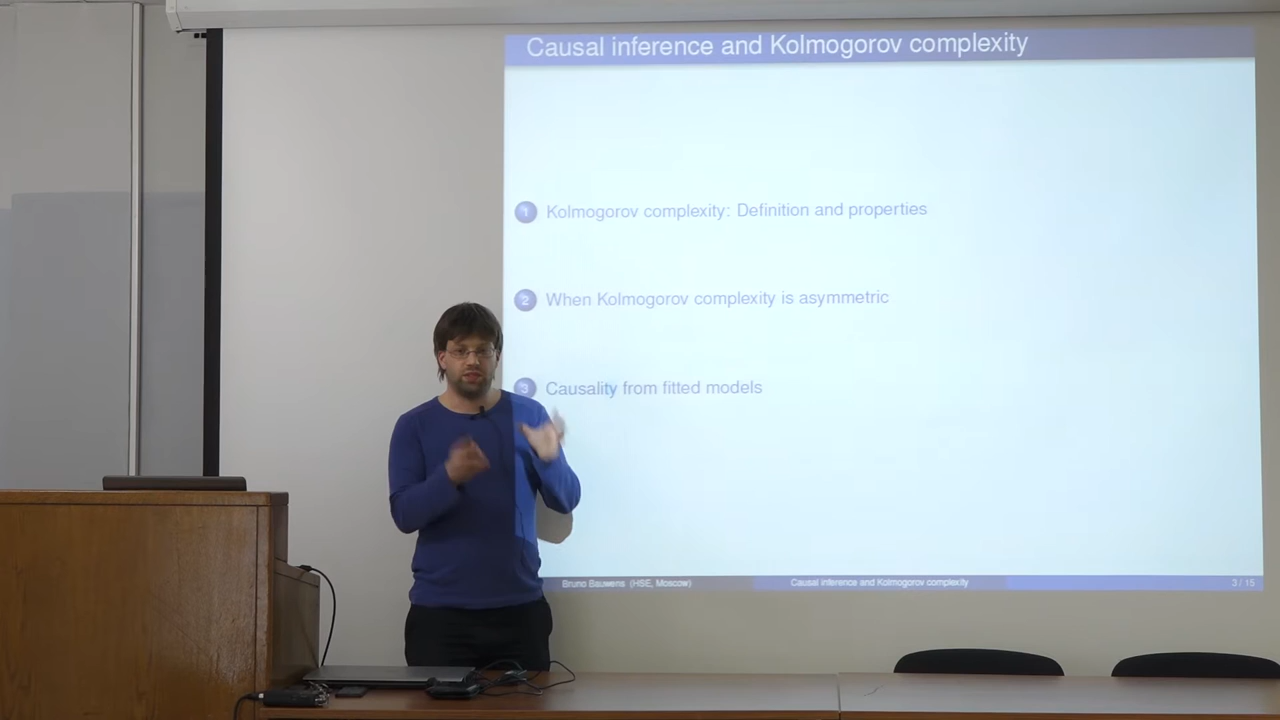 Causal inference and Kolmogorov complexity
1 Kolmogorov complexity: Definition and properties
2 When Kolmogorov complexity is asymmetric
3 Causality from fitted models
Bruno Bauwens (HSE, Moscow) Causal inference and Kolmogorov complexity 3 / 15